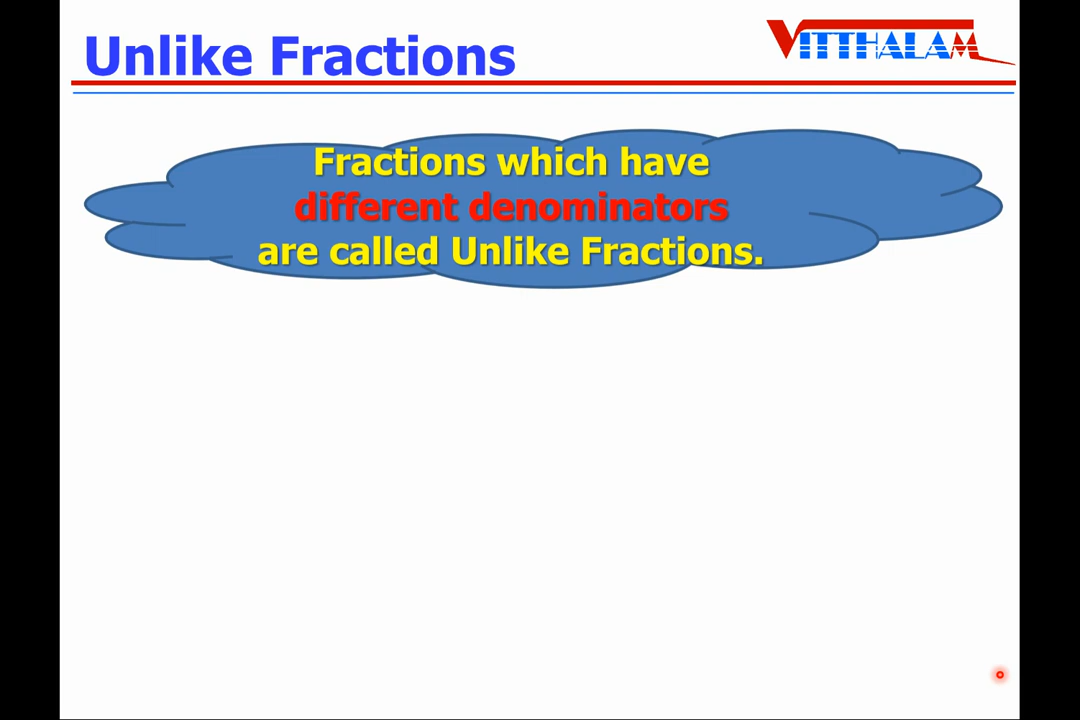 Unlike Fractions
VITTHALAM
Fractions which have
different denominators
are called Unlike Fractions.